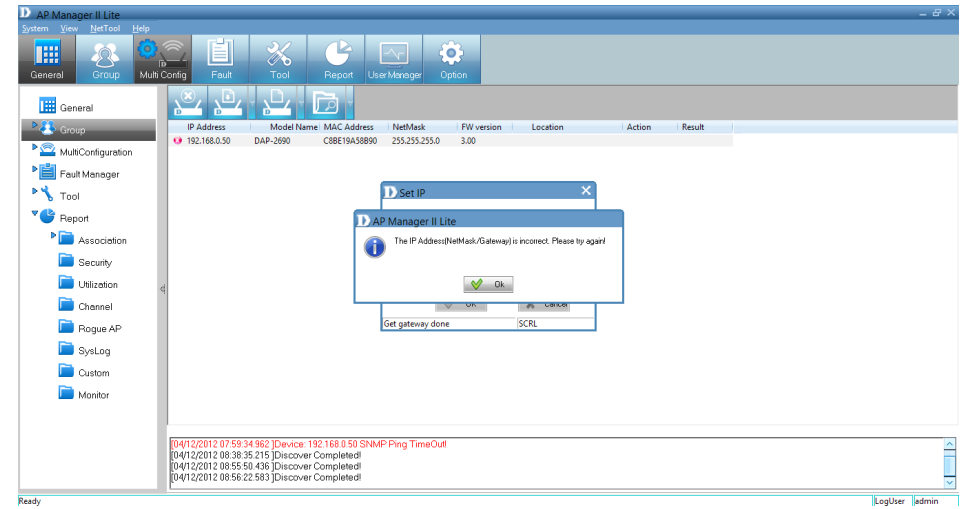 AP Manager II Lite
System View NetTool Help
General Group Multi Config Fault Tool Report User Manager Option
General
Group
MultiConfiguration
Fault Manager
Tool
Report
Association
Security
Utilization
Channel
Rogue AP
SysLog
Custom
Monitor
IP Address Model Name MAC Address NetMask FW version Location Action Result
192.168.0.50 DAP-2690 C8BE19A58B90 255.255.255.0 3.00
Set IP
AP Manager II Lite
The IP Address(NetMask/Gateway) is incorrect. Please try again!
Ok
OK Cancel
Get gateway done SCRL
[04/12/2012 07:59:34.962 ]Device: 192.168.0.50 SNMP Ping TimeOut!
[04/12/2012 08:38:35.215 ]Discover Completed!
[04/12/2012 08:55:50.436 ]Discover Completed!
[04/12/2012 08:56:22.583 ]Discover Completed!
Ready LogUser admin